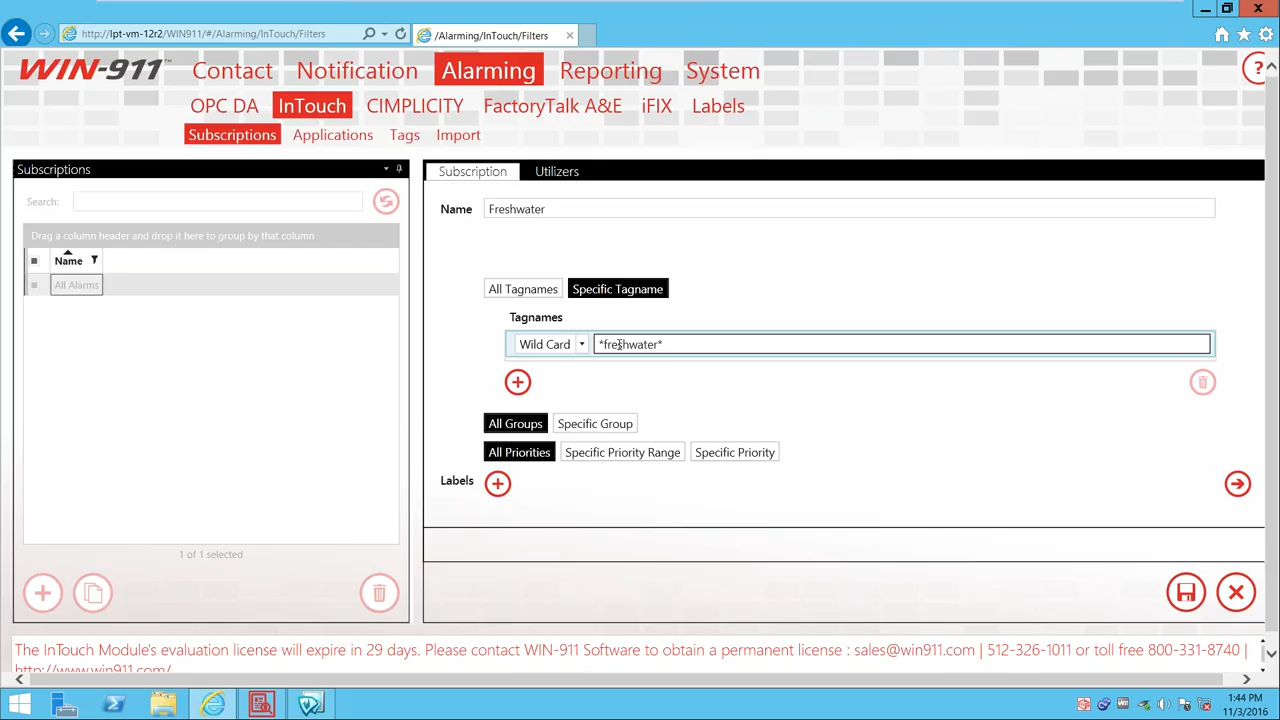 http://lpt-vm-12r2/WIN911/#/Alarming/InTouch/Filters
/Alarming/InTouch/Filters
WIN-911™
Contact Notification Alarming Reporting System
?
OPC DA InTouch CIMPLICITY FactoryTalk A&E iFIX Labels
Subscriptions Applications Tags Import
Subscriptions
Search:
Drag a column header and drop it here to group by that column
Name
All Alarms
1 of 1 selected
Subscription Utilizers
Name Freshwater
All Tagnames Specific Tagname
Tagnames
Wild Card *freshwater*
All Groups Specific Group
All Priorities Specific Priority Range Specific Priority
Labels
The InTouch Module's evaluation license will expire in 29 days. Please contact WIN-911 Software to obtain a permanent license : sales@win911.com | 512-326-1011 or toll free 800-331-8740 |
http://www.win911.com/
1:44 PM
11/3/2016